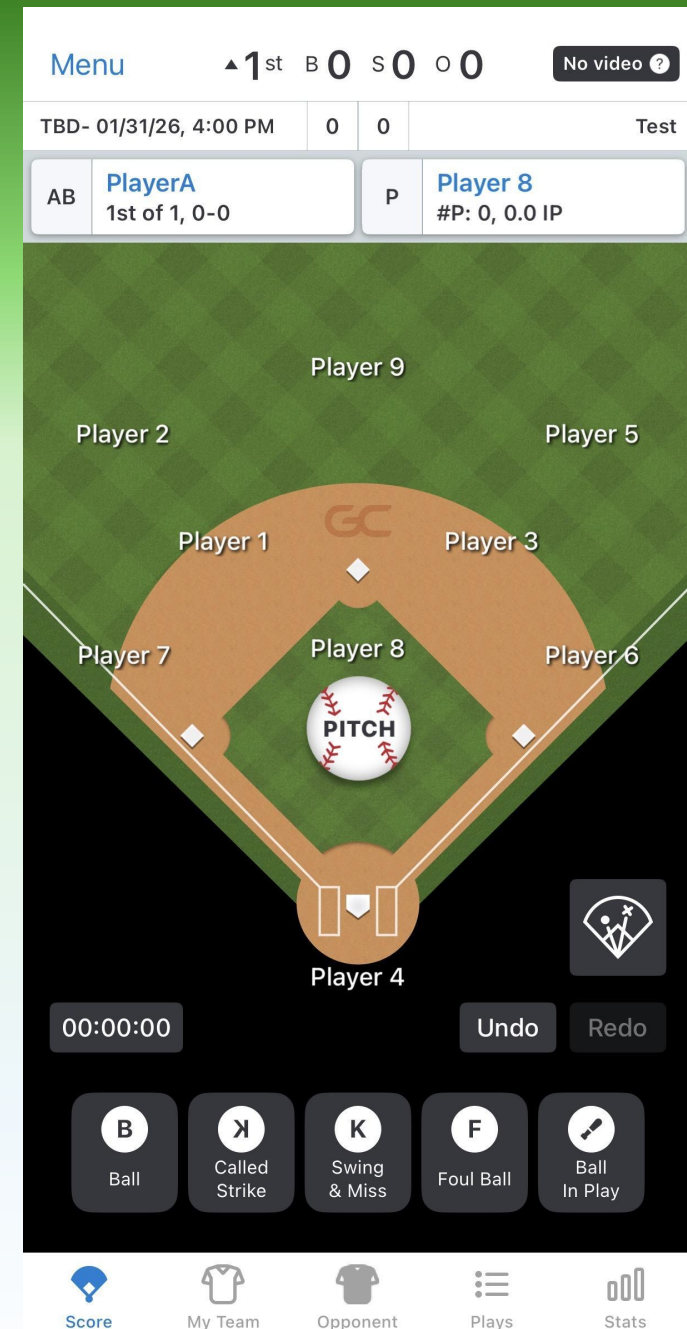 Menu ▲ 1st B 0 S 0 O 0 No video ?
TBD- 01/31/26, 4:00 PM 0 0 Test
AB PlayerA P Player 8
1st of 1, 0-0 #P: 0, 0.0 IP
Player 9
Player 2 Player 5
GC
Player 1 Player 3
Player 7 Player 8 Player 6
PITCH
Player 4
00:00:00 Undo Redo
B ꓘ K F
Ball Called Strike Swing & Miss Foul Ball Ball In Play
Score My Team Opponent Plays Stats